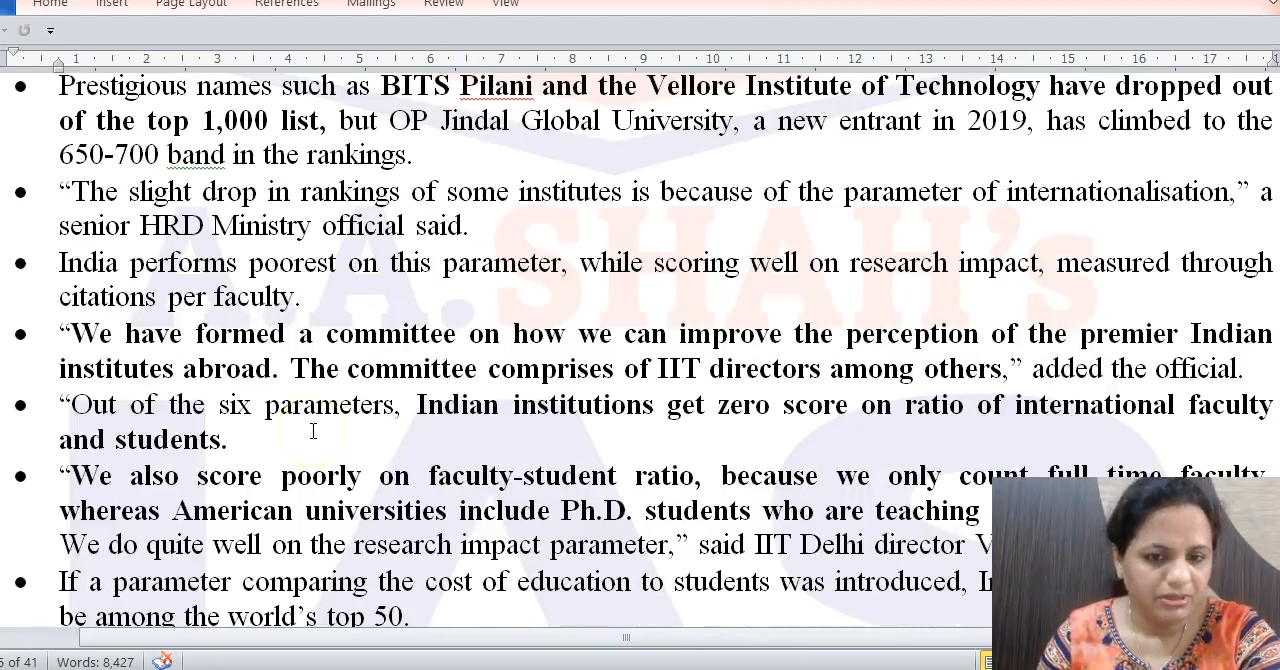 Home Insert Page Layout References Mailings Review View
1 2 3 4 5 6 7 8 9 10 11 12 13 14 15 16 17
Prestigious names such as BITS Pilani and the Vellore Institute of Technology have dropped out
of the top 1,000 list, but OP Jindal Global University, a new entrant in 2019, has climbed to the
650-700 band in the rankings.
“The slight drop in rankings of some institutes is because of the parameter of internationalisation,” a
senior HRD Ministry official said.
India performs poorest on this parameter, while scoring well on research impact, measured through
citations per faculty.
“We have formed a committee on how we can improve the perception of the premier Indian
institutes abroad. The committee comprises of IIT directors among others,” added the official.
“Out of the six parameters, Indian institutions get zero score on ratio of international faculty
and students.
“We also score poorly on faculty-student ratio, because we only count full time faculty,
whereas American universities include Ph.D. students who are teaching
We do quite well on the research impact parameter,” said IIT Delhi director V
If a parameter comparing the cost of education to students was introduced, I
be among the world’s top 50.
A.A.SHAH's
IAS
of 41 Words: 8,427